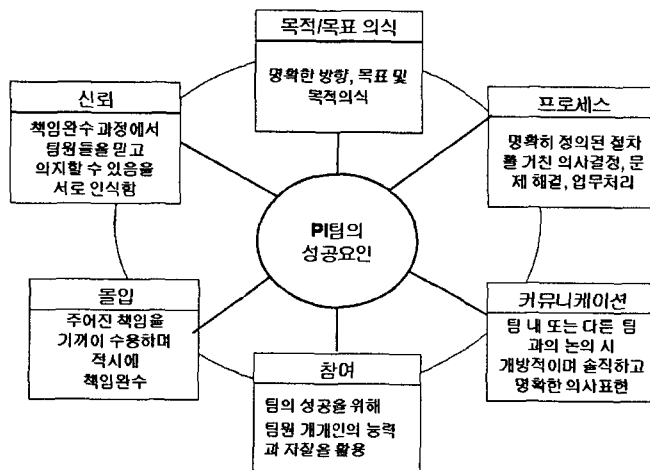 목적/목표 의식
명확한 방향, 목표 및
목적의식
신뢰
책임완수 과정에서
팀원들을 믿고
의지할 수 있음을
서로 인식함
프로세스
명확히 정의된 절차
를 거친 의사결정, 문
제 해결, 업무처리
PI팀의
성공요인
몰입
주어진 책임을
기꺼이 수용하며
적시에
책임완수
커뮤니케이션
팀 내 또는 다른 팀
과의 논의 시
개방적이며 솔직하고
명확한 의사표현
참여
팀의 성공을 위해
팀원 개개인의 능력
과 자질을 활용